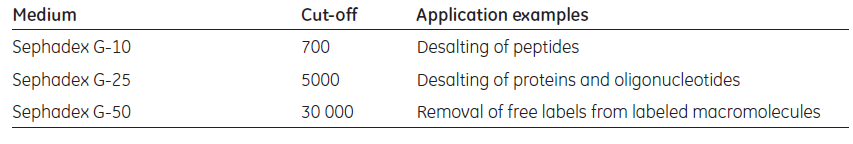 Medium Cut-off Application examples
Sephadex G-10 700 Desalting of peptides
Sephadex G-25 5000 Desalting of proteins and oligonucleotides
Sephadex G-50 30 000 Removal of free labels from labeled macromolecules